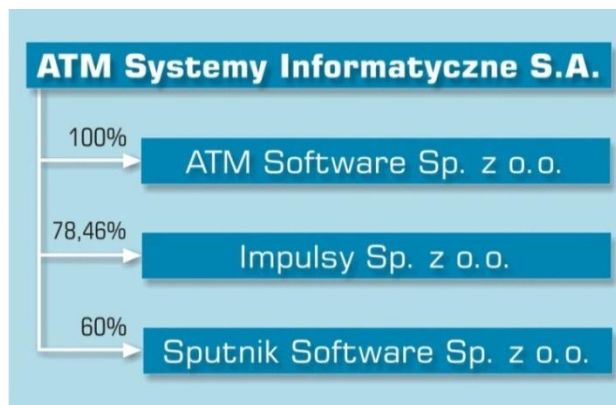 ATM Systemy Informatyczne S.A.
100%
ATM Software Sp. z o.o.
78,46%
Impulsy Sp. z o.o.
60%
Sputnik Software Sp. z o.o.